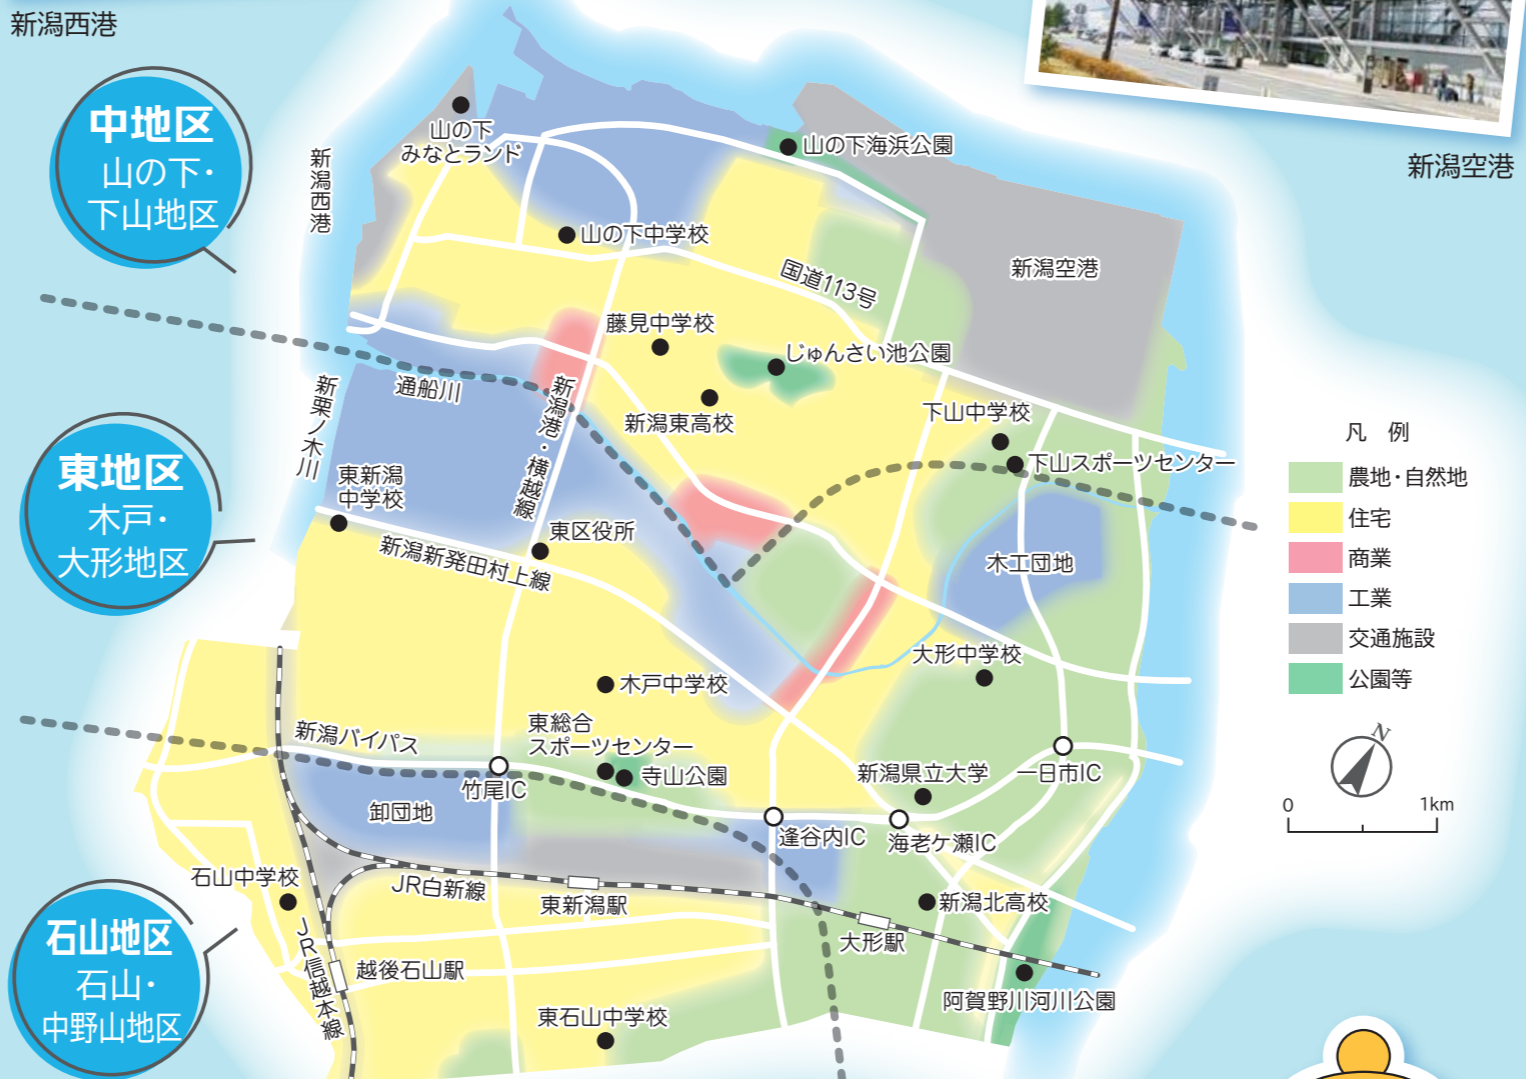 新潟西港
中地区
山の下・
下山地区
新潟西港
山の下
みなとランド
山の下海浜公園
新潟空港
山の下中学校
国道113号
新潟空港
藤見中学校
じゅんさい池公園
新潟東高校
下山中学校
下山スポーツセンター
通船川
新栗ノ木川
新潟港・横越線
東地区
木戸・
大形地区
東新潟
中学校
東区役所
新潟新発田村上線
木工団地
大形中学校
木戸中学校
凡 例
農地・自然地
住宅
商業
工業
交通施設
公園等
N
0
1km
新潟バイパス
東総合
スポーツセンター
寺山公園
竹尾IC
卸団地
新潟県立大学
一日市IC
逢谷内IC
海老ケ瀬IC
石山中学校
JR白新線
東新潟駅
新潟北高校
大形駅
石山地区
石山・
中野山地区
JR信越本線
越後石山駅
阿賀野川河川公園
東石山中学校